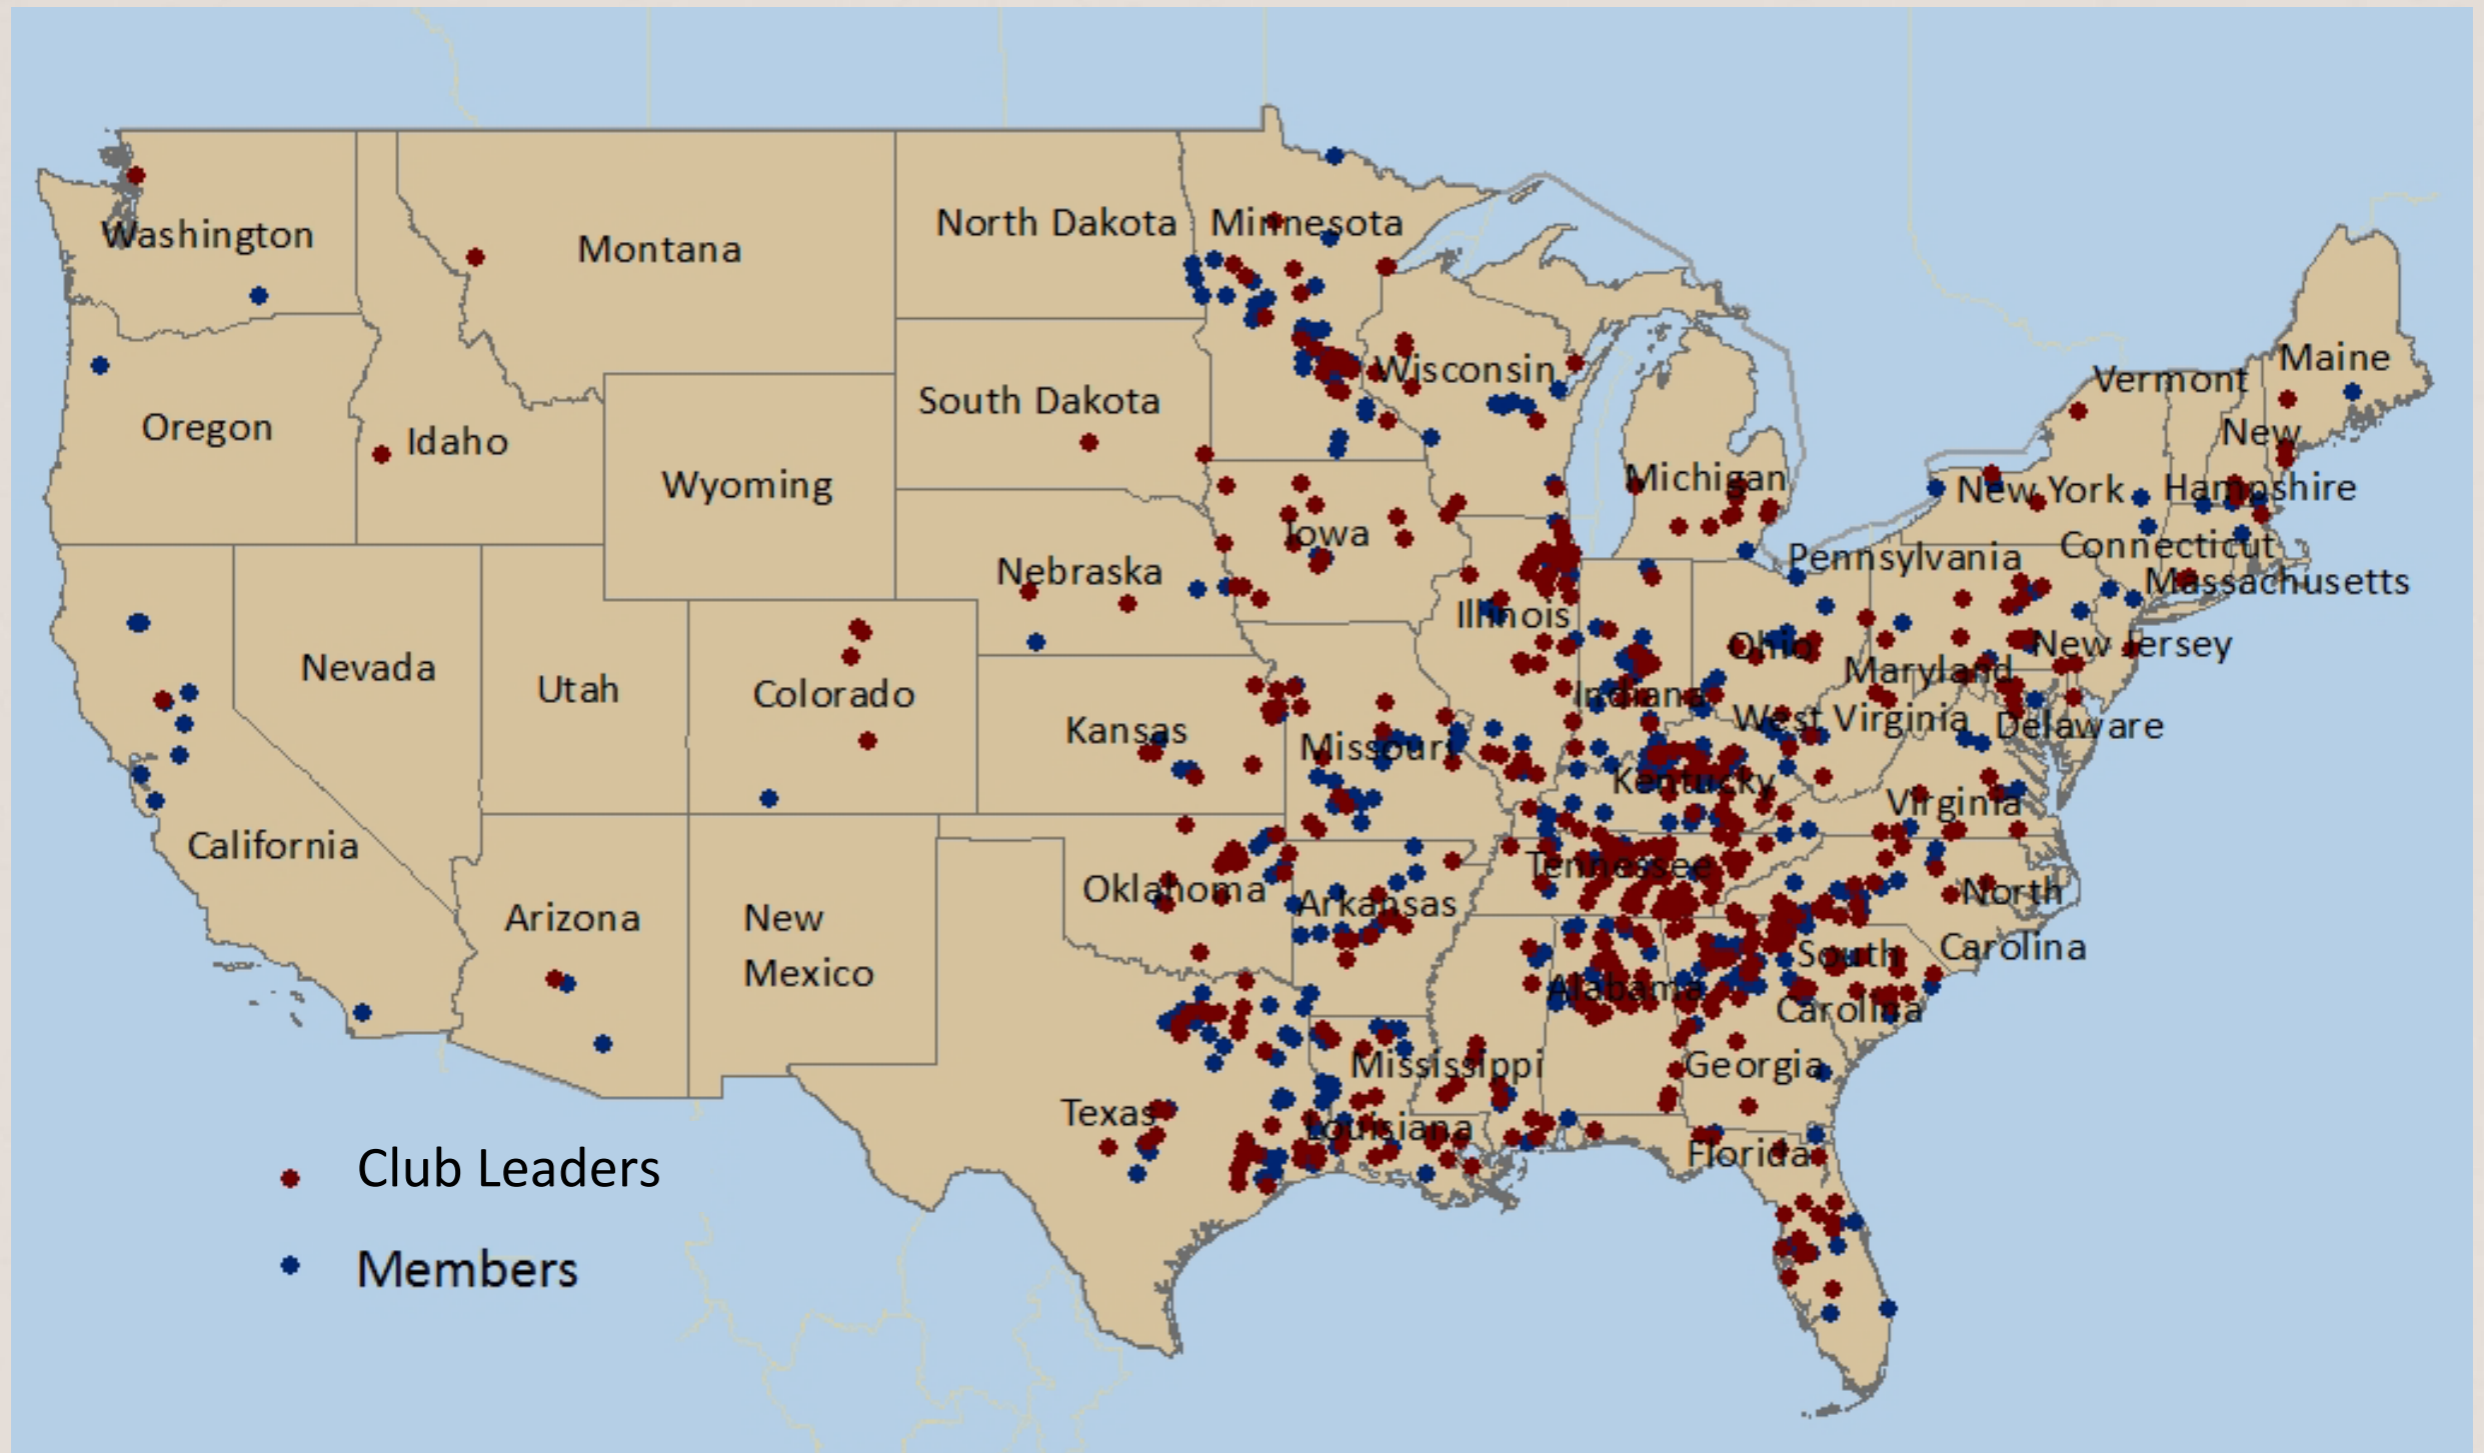 Washington
Montana
North Dakota
Minnesota
Oregon
Idaho
Wyoming
South Dakota
Wisconsin
Michigan
Vermont
Maine
New
Hampshire
New York
Nebraska
Iowa
Illinois
Pennsylvania
Connecticut
Massachusetts
Nevada
Utah
Colorado
Kansas
Missouri
Indiana
Ohio
New Jersey
Maryland
West Virginia
Delaware
California
Kentucky
Virginia
Arizona
New
Mexico
Oklahoma
Arkansas
Tennessee
North
Carolina
South
Carolina
Alabama
Mississippi
Georgia
Texas
Louisiana
Florida
Club Leaders
Members